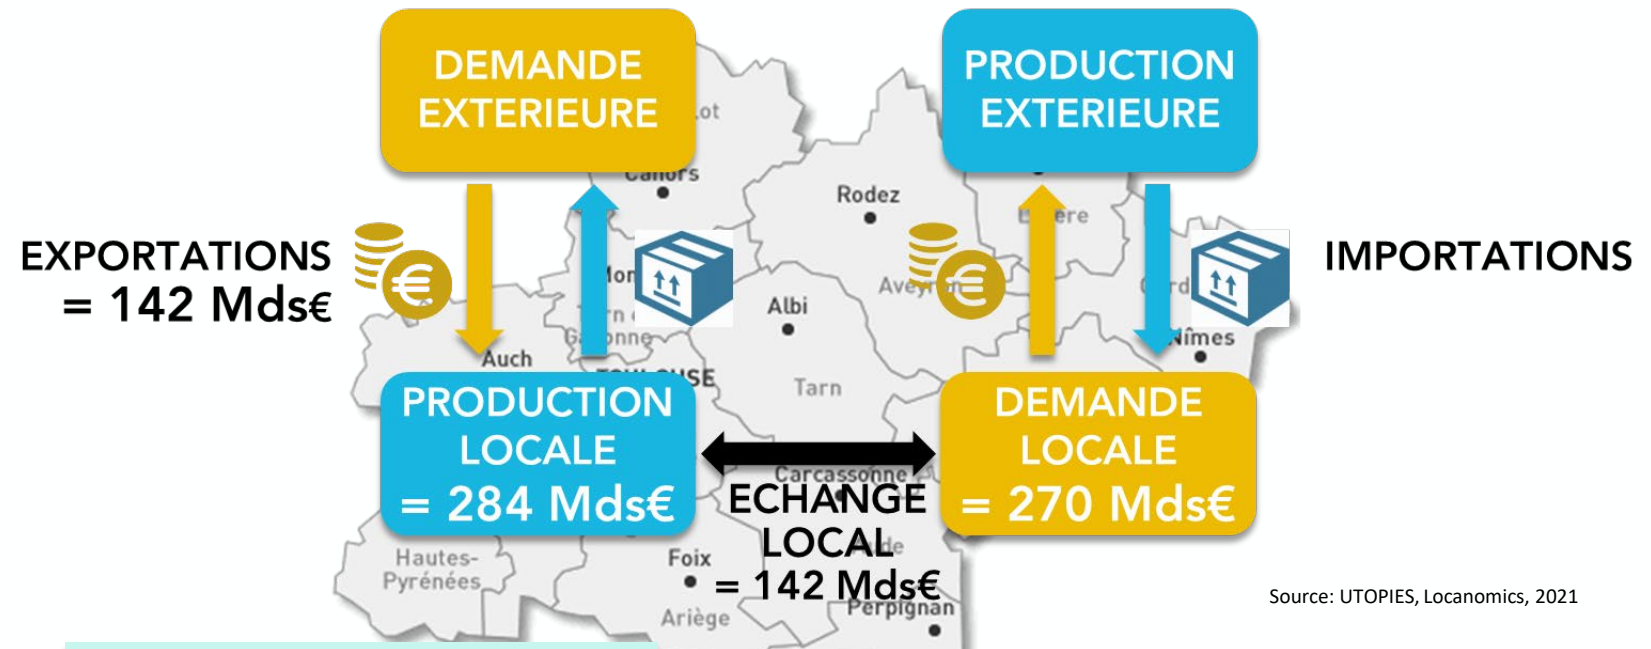 DEMANDE
EXTERIEURE
PRODUCTION
EXTERIEURE
Rodez
EXPORTATIONS
= 142 Mds€
IMPORTATIONS
Albi
Nîmes
Auch
Tarn
PRODUCTION
LOCALE
= 284 Mds€
DEMANDE
LOCALE
= 270 Mds€
Carcassonne
ECHANGE
LOCAL
= 142 Mds€
Hautes-
Pyrénées
Foix
Ariège
Perpignan
Source: UTOPIES, Locanomics, 2021